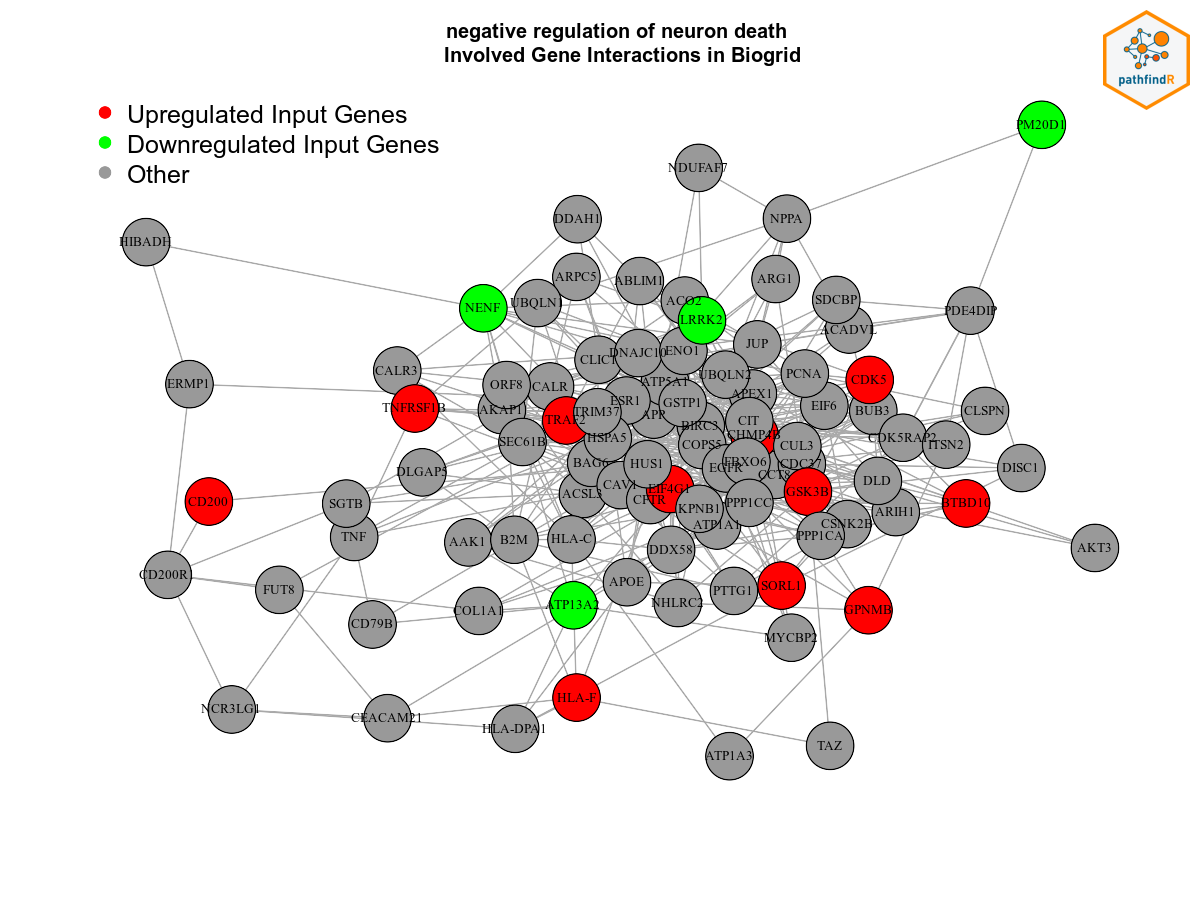 negative regulation of neuron death
Involved Gene Interactions in Biogrid
pathfindR
Upregulated Input Genes
Downregulated Input Genes
Other
PM20D1
NDUFAF7
DDAH1
NPPA
HIBADH
ARPC5
ABLIM1
ARG1
ACO2
SDCBP
NENF
UBQLN1
LRRK2
PDE4DIP
ACADVL
JUP
ENO1
DNAJC10
CLIC1
CALR3
ERMP1
ORF8
CALR
ATP5A1
UBQLN2
PCNA
CDK5
APEX1
TNFRSF1B
AKAP1
ESR1
GSTP1
EIF6
BUB3
CLSPN
TRAF2
TRIM37
APP
BIRC3
CIT
CHMP4B
CDK5RAP2
ITSN2
SEC61B
HSPA5
COPS5
CUL3
DLGAP5
BAG6
HUS1
EGFR
FBXO6
CDC37
DISC1
CCT8
DLD
ACSL3
CAV1
EIF4G1
CFTR
GSK3B
CD200
SGTB
KPNB1
PPP1CC
BTBD10
ARIH1
ATP1A1
CSNK2B
PPP1CA
TNF
AAK1
B2M
HLA-C
DDX58
AKT3
CD200R1
FUT8
APOE
SORL1
PTTG1
NHLRC2
ATP13A2
COL1A1
GPNMB
CD79B
MYCBP2
HLA-F
NCR3LG1
CEACAM21
HLA-DPA1
TAZ
ATP1A3